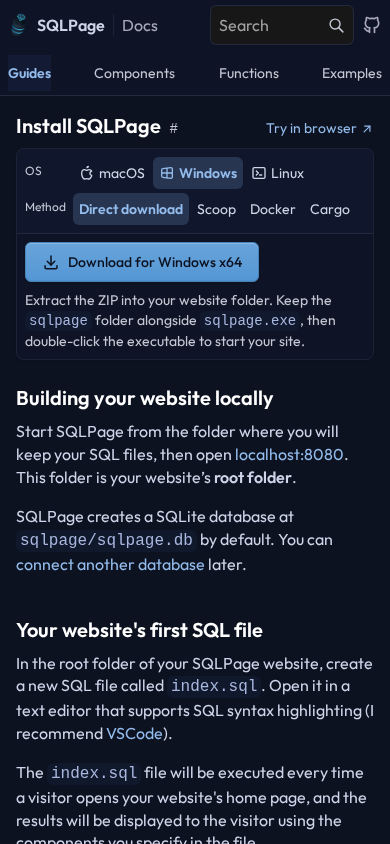 SQLPage Docs Search
Guides Components Functions Examples
Install SQLPage # Try in browser ↗
OS macOS Windows Linux
Method Direct download Scoop Docker Cargo
Download for Windows x64
Extract the ZIP into your website folder. Keep the
sqlpage folder alongside sqlpage.exe, then
double-click the executable to start your site.
Building your website locally
Start SQLPage from the folder where you will
keep your SQL files, then open localhost:8080.
This folder is your website’s root folder.
SQLPage creates a SQLite database at
sqlpage/sqlpage.db by default. You can
connect another database later.
Your website's first SQL file
In the root folder of your SQLPage website, create
a new SQL file called index.sql. Open it in a
text editor that supports SQL syntax highlighting (I
recommend VSCode).
The index.sql file will be executed every time
a visitor opens your website's home page, and the
results will be displayed to the visitor using the
components you specify in the file.